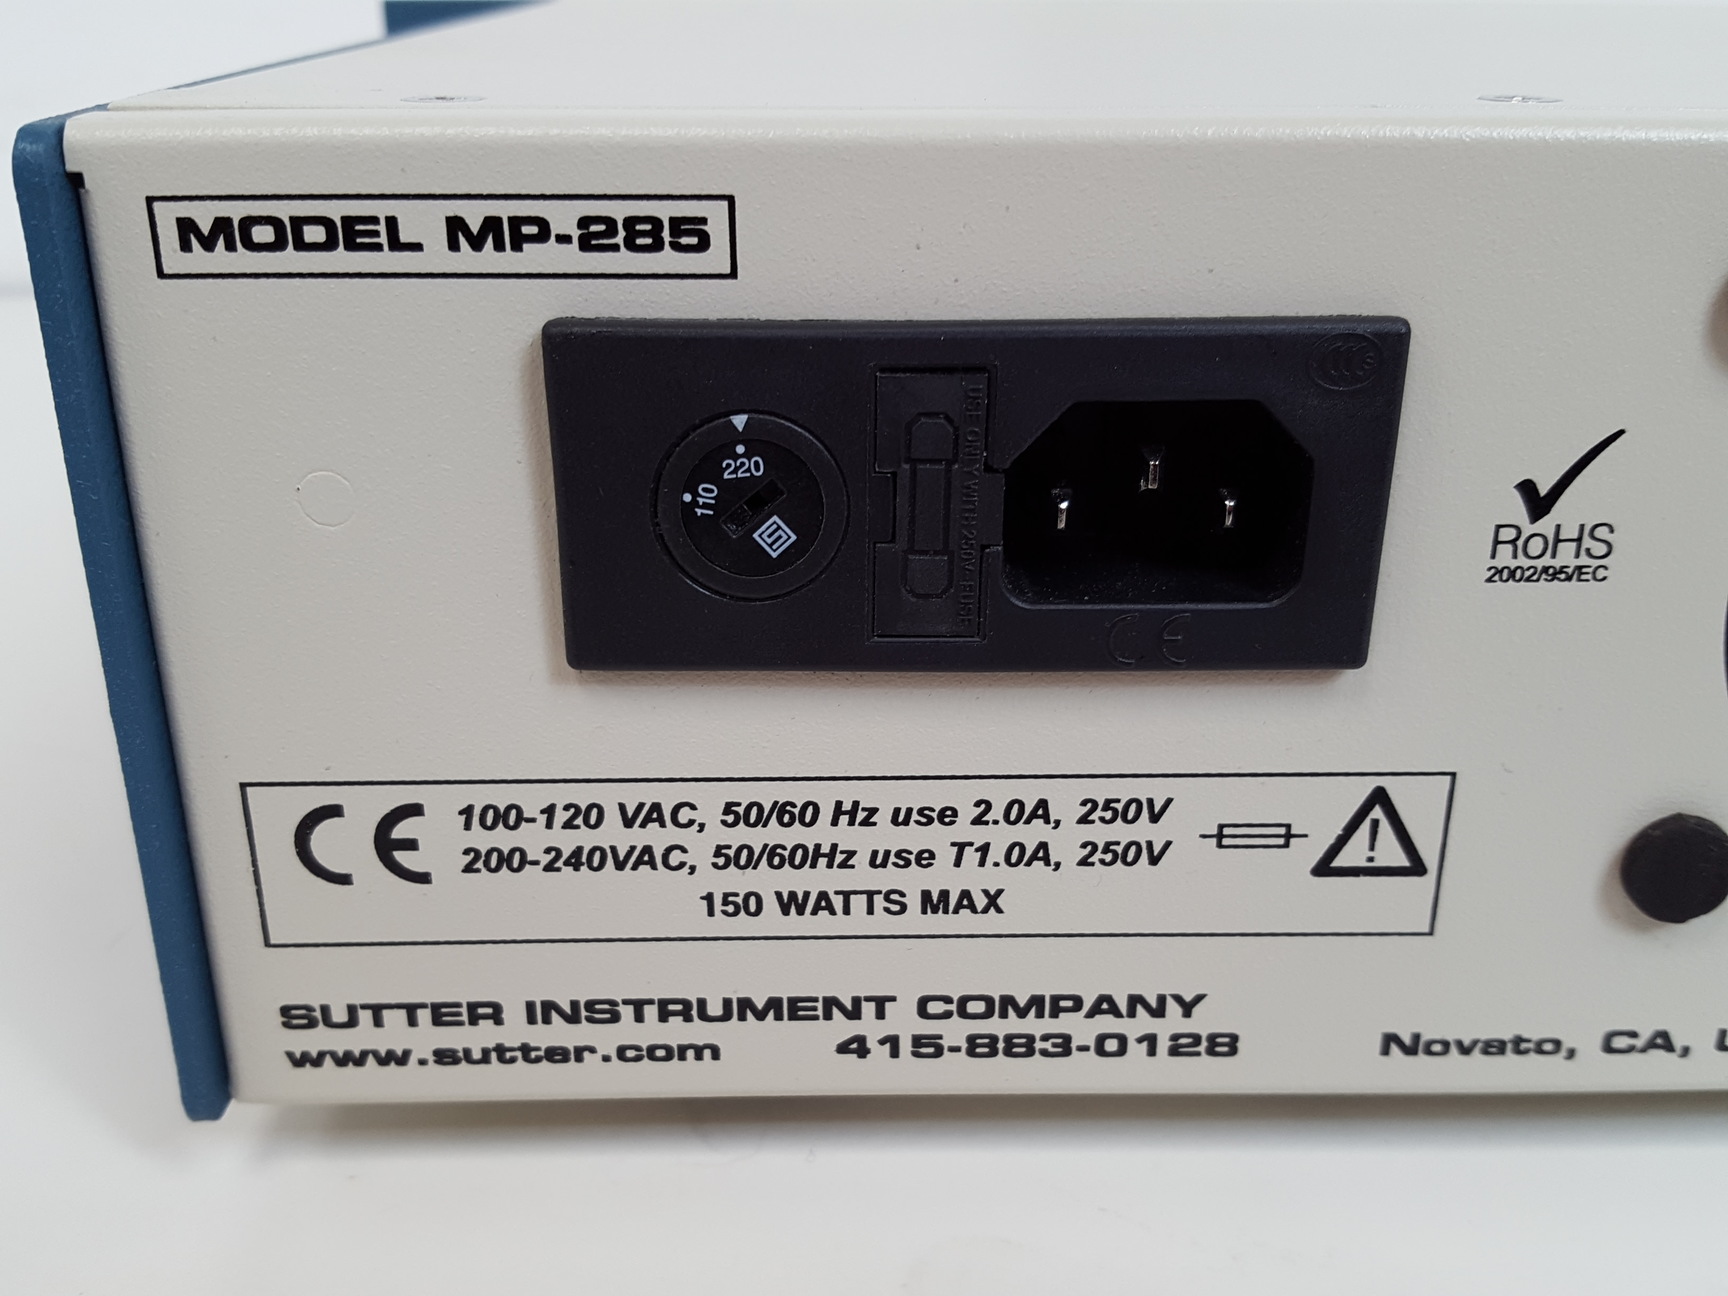 MODEL MP-285
220
110
USE ONLY WITH 250V FUSE
CE
RoHS
2002/95/EC
CE
100-120 VAC, 50/60 Hz use 2.0A, 250V
200-240VAC, 50/60Hz use T1.0A, 250V
150 WATTS MAX
SUTTER INSTRUMENT COMPANY
www.sutter.com 415-883-0128 Novato, CA,